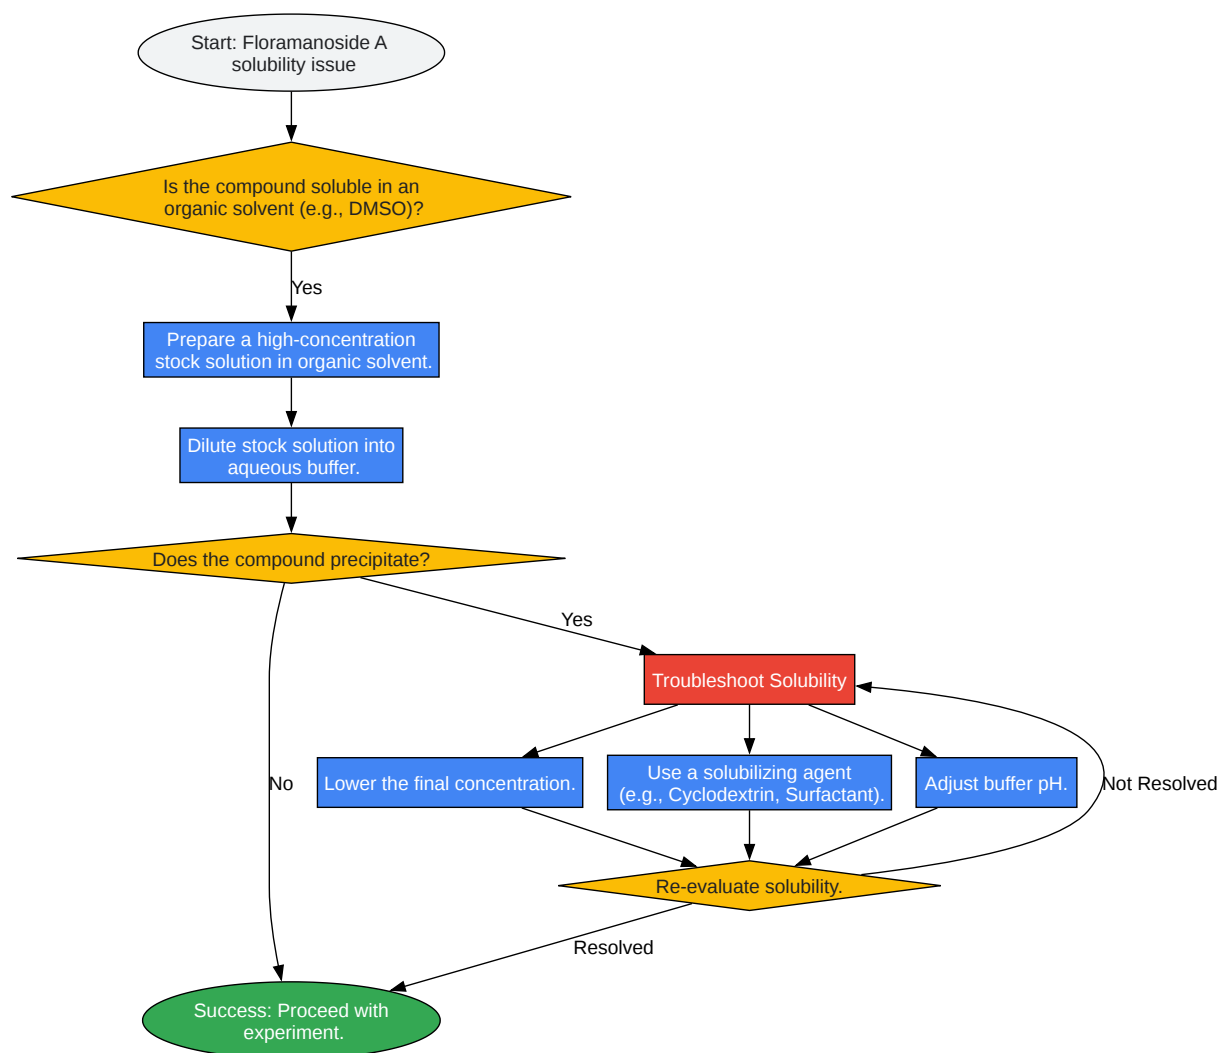 Start: Floramanoside A
solubility issue
Is the compound soluble in an
organic solvent (e.g., DMSO)?
Yes
Prepare a high-concentration
stock solution in organic solvent.
Dilute stock solution into
aqueous buffer.
Does the compound precipitate?
Yes
Troubleshoot Solubility
No
Lower the final concentration.
Use a solubilizing agent
(e.g., Cyclodextrin, Surfactant).
Adjust buffer pH.
Not Resolved
Re-evaluate solubility.
Resolved
Success: Proceed with
experiment.